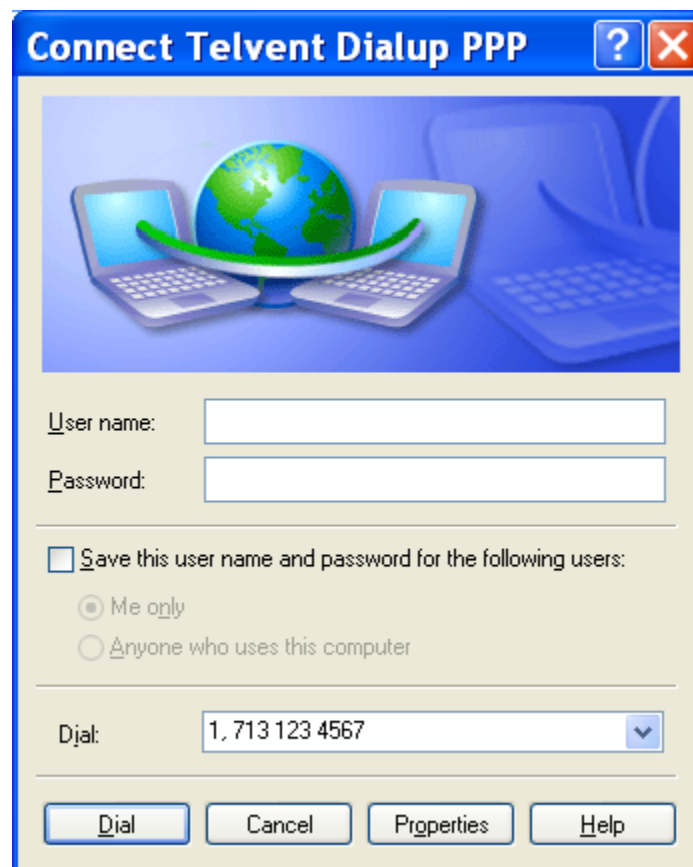 Connect Telvent Dialup PPP ?
User name:
Password:
Save this user name and password for the following users:
Me only
Anyone who uses this computer
Dial:
1, 713 123 4567
Dial Cancel Properties Help